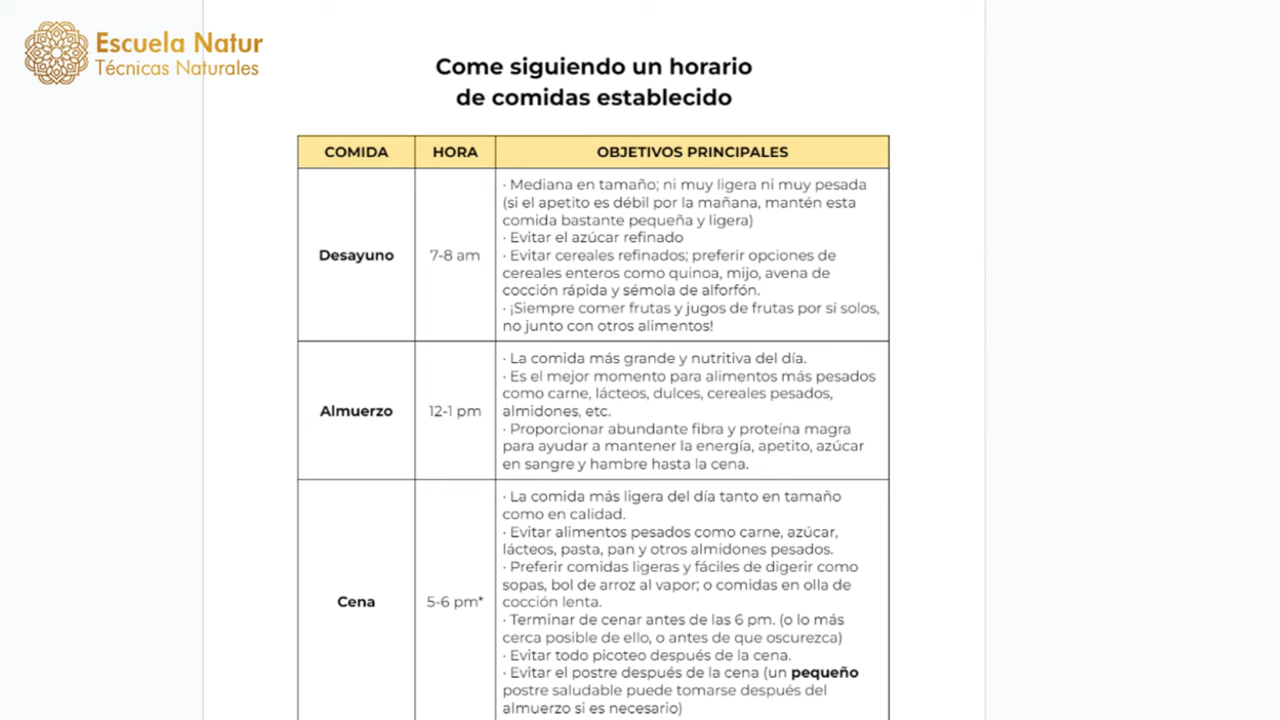 Escuela Natur
Técnicas Naturales
Come siguiendo un horario
de comidas establecido
COMIDA HORA OBJETIVOS PRINCIPALES
Desayuno
7-8 am
· Mediana en tamaño; ni muy ligera ni muy pesada
(si el apetito es débil por la mañana, mantén esta
comida bastante pequeña y ligera)
· Evitar el azúcar refinado
· Evitar cereales refinados; preferir opciones de
cereales enteros como quinoa, mijo, avena de
cocción rápida y sémola de alforfón.
· ¡Siempre comer frutas y jugos de frutas por sí solos,
no junto con otros alimentos!
Almuerzo
12-1 pm
· La comida más grande y nutritiva del día.
· Es el mejor momento para alimentos más pesados
como carne, lácteos, dulces, cereales pesados,
almidones, etc.
· Proporcionar abundante fibra y proteína magra
para ayudar a mantener la energía, apetito, azúcar
en sangre y hambre hasta la cena.
Cena
5-6 pm*
· La comida más ligera del día tanto en tamaño
como en calidad.
· Evitar alimentos pesados como carne, azúcar,
lácteos, pasta, pan y otros almidones pesados.
· Preferir comidas ligeras y fáciles de digerir como
sopas, bol de arroz al vapor; o comidas en olla de
cocción lenta.
· Terminar de cenar antes de las 6 pm. (o lo más
cerca posible de ello, o antes de que oscurezca)
· Evitar todo picoteo después de la cena.
· Evitar el postre después de la cena (un pequeño
postre saludable puede tomarse después del
almuerzo si es necesario)